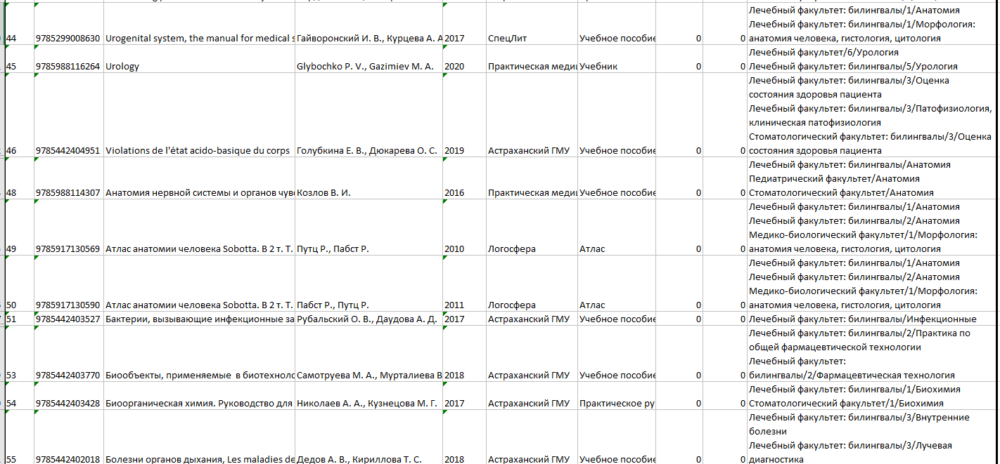 Лечебный факультет: билингвалы/1/Анатомия
Лечебный факультет: билингвалы/1/Морфология:
44 9785299008630 Urogenital system, the manual for medical s Гайворонский И. В., Курцева А. А 2017 СпецЛит Учебное пособие 0 0 анатомия человека, гистология, цитология
Лечебный факультет/6/Урология
45 9785988116264 Urology Glybochko P. V., Gazimiev M. A. 2020 Практическая меди Учебник 0 0 Лечебный факультет: билингвалы/5/Урология
Лечебный факультет: билингвалы/3/Оценка
состояния здоровья пациента
Лечебный факультет: билингвалы/3/Патофизиология,
клиническая патофизиология
Стоматологический факультет: билингвалы/3/Оценка
46 9785442404951 Violations de l'état acido-basique du corps Голубкина Е. В., Дюкарева О. С. 2019 Астраханский ГМУ Учебное пособие 0 0 состояния здоровья пациента
Лечебный факультет: билингвалы/Анатомия
Педиатрический факультет/Анатомия
48 9785988114307 Анатомия нервной системы и органов чув Козлов В. И. 2016 Практическая меди Учебное пособие 0 0 Стоматологический факультет/Анатомия
Лечебный факультет: билингвалы/1/Анатомия
Лечебный факультет: билингвалы/2/Анатомия
Медико-биологический факультет/1/Морфология:
49 9785917130569 Атлас анатомии человека Sobotta. В 2 т. Т. Путц Р., Пабст Р. 2010 Логосфера Атлас 0 0 анатомия человека, гистология, цитология
Лечебный факультет: билингвалы/1/Анатомия
Лечебный факультет: билингвалы/2/Анатомия
Медико-биологический факультет/1/Морфология:
50 9785917130590 Атлас анатомии человека Sobotta. В 2 т. Т. Пабст Р., Путц Р. 2011 Логосфера Атлас 0 0 анатомия человека, гистология, цитология
51 9785442403527 Бактерии, вызывающие инфекционные за Рубальский О. В., Даудова А. Д. 2017 Астраханский ГМУ Учебное пособие 0 0 Лечебный факультет: билингвалы/Инфекционные
Лечебный факультет: билингвалы/2/Практика по
общей фармацевтической технологии
Лечебный факультет:
53 9785442403770 Биообъекты, применяемые в биотехноло Самотруева М. А., Мурталиева В 2018 Астраханский ГМУ Учебное пособие 0 0 билингвалы/2/Фармацевтическая технология
Лечебный факультет: билингвалы/1/Биохимия
54 9785442403428 Биоорганическая химия. Руководство для Николаев А. А., Кузнецова М. Г. 2017 Астраханский ГМУ Практическое ру 0 0 Стоматологический факультет/1/Биохимия
Лечебный факультет: билингвалы/3/Внутренние
болезни
Лечебный факультет: билингвалы/3/Лучевая
55 9785442402018 Болезни органов дыхания, Les maladies de Дедов А. В., Кириллова Т. С. 2018 Астраханский ГМУ Учебное пособие 0 0 диагностика